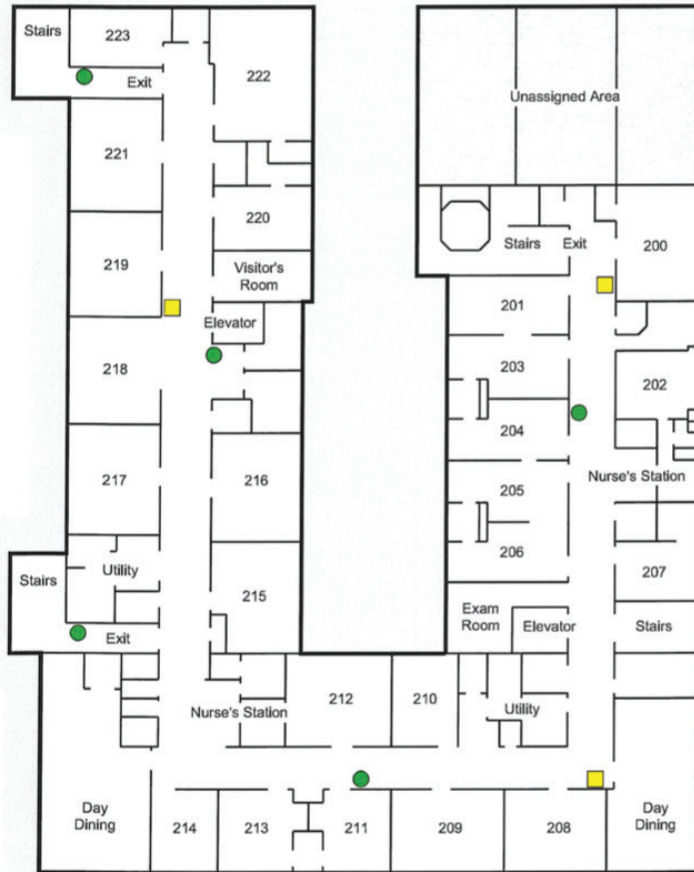 Stairs
223
Exit
222
221
220
219
Visitor's
Room
Elevator
218
217
216
Utility
Stairs
215
Exit
Nurse's Station
212
210
Day
Dining
214
213
211
209
208
Unassigned Area
Stairs
Exit
200
201
203
202
204
Nurse's Station
205
206
207
Exam
Room
Elevator
Stairs
Utility
Day
Dining